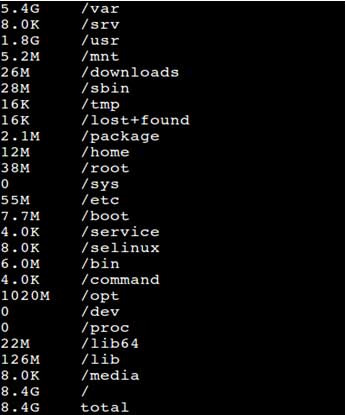 5.4G /var
8.0K /srv
1.8G /usr
5.2M /mnt
26M /downloads
28M /sbin
16K /tmp
16K /lost+found
2.1M /package
12M /home
38M /root
0 /sys
55M /etc
7.7M /boot
4.0K /service
8.0K /selinux
6.0M /bin
4.0K /command
1020M /opt
0 /dev
0 /proc
22M /lib64
126M /lib
8.0K /media
8.4G /
8.4G total